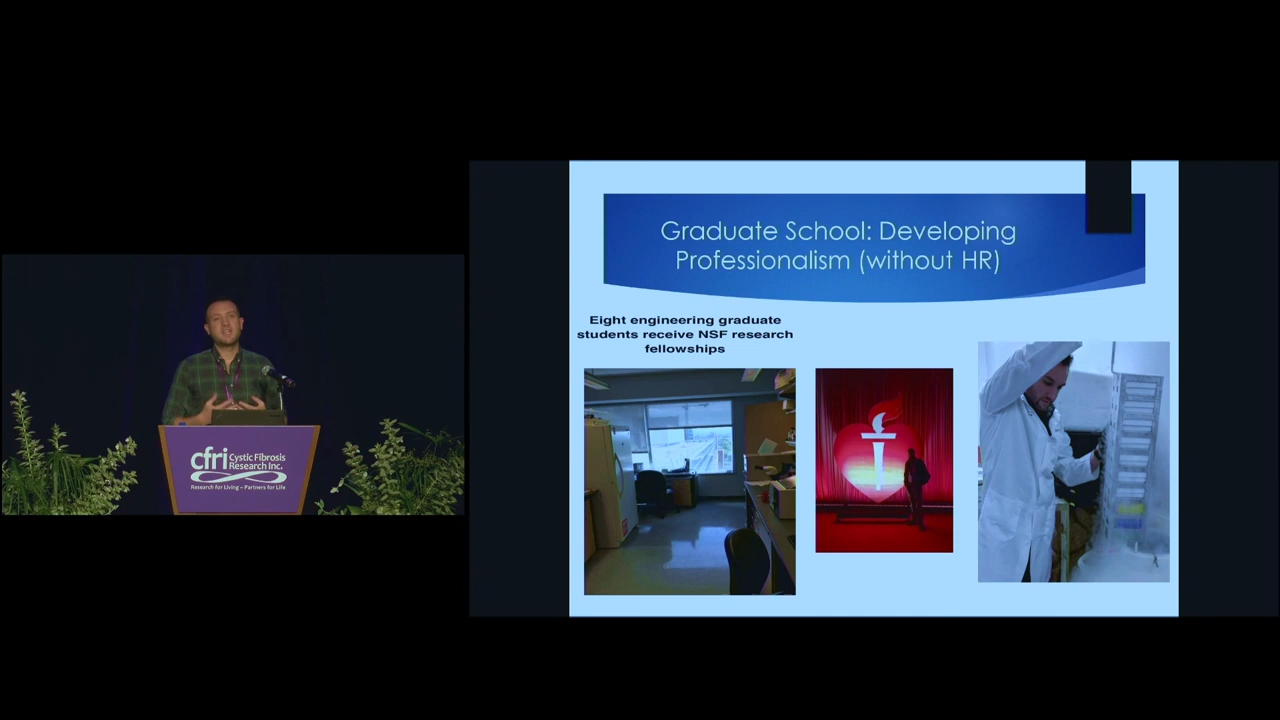 cfri Cystic Fibrosis
Research Inc.
Research for Living – Partners for Life
Graduate School: Developing
Professionalism (without HR)
Eight engineering graduate
students receive NSF research
fellowships